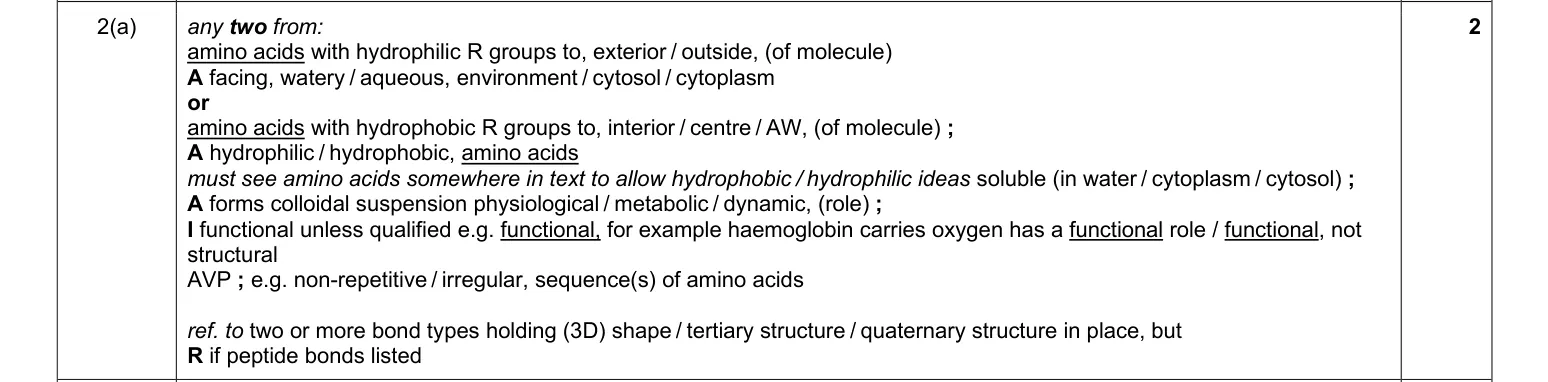 2(a)
any two from:
2
amino acids with hydrophilic R groups to, exterior / outside, (of molecule)
A facing, watery / aqueous, environment / cytosol / cytoplasm
or
amino acids with hydrophobic R groups to, interior / centre / AW, (of molecule) ;
A hydrophilic / hydrophobic, amino acids
must see amino acids somewhere in text to allow hydrophobic / hydrophilic ideas soluble (in water / cytoplasm / cytosol) ;
A forms colloidal suspension physiological / metabolic / dynamic, (role) ;
I functional unless qualified e.g. functional, for example haemoglobin carries oxygen has a functional role / functional, not
structural
AVP ; e.g. non-repetitive / irregular, sequence(s) of amino acids
ref. to two or more bond types holding (3D) shape / tertiary structure / quaternary structure in place, but
R if peptide bonds listed